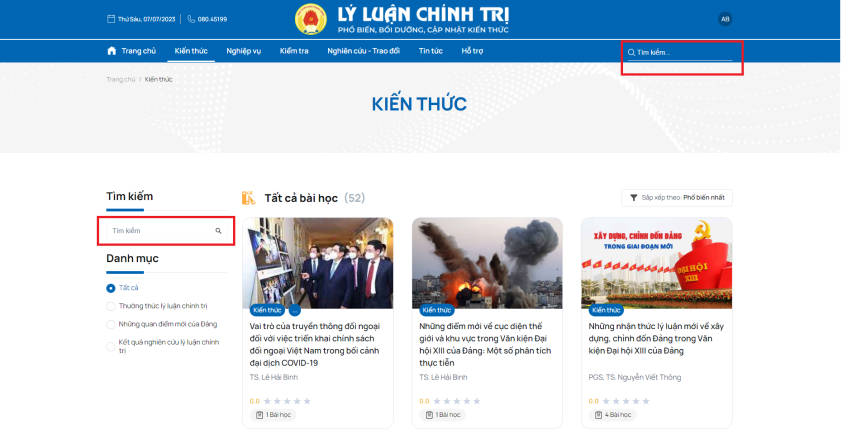 Thứ Sáu, 07/07/2023
080.45199
LÝ LUẬN CHÍNH TRỊ
PHỔ BIẾN, BỒI DƯỠNG, CẬP NHẬT KIẾN THỨC
AB
Trang chủ
Kiến thức
Nghiệp vụ
Kiểm tra
Nghiên cứu - Trao đổi
Tin tức
Hỗ trợ
Tìm kiếm...
Trang chủ / Kiến thức
KIẾN THỨC
Tìm kiếm
Tìm kiếm
Danh mục
Tất cả
Thường thức lý luận chính trị
Những quan điểm mới của Đảng
Kết quả nghiên cứu lý luận chính
trị
Tất cả bài học (52)
Sắp xếp theo: Phổ biến nhất
Kiến thức
...
Vai trò của truyền thông đối ngoại
đối với việc triển khai chính sách
đối ngoại Việt Nam trong bối cảnh
đại dịch COVID-19
TS. Lê Hải Bình
0.0
1 Bài học
Kiến thức
Những điểm mới về cục diện thế
giới và khu vực trong Văn kiện Đại
hội XIII của Đảng: Một số phân tích
thực tiễn
TS. Lê Hải Bình
0.0
1 Bài học
XÂY DỰNG, CHỈNH ĐỐN ĐẢNG
TRONG GIAI ĐOẠN MỚI
ĐẠI HỘI
XIII
Kiến thức
Những nhận thức lý luận mới về xây
dựng, chỉnh đốn Đảng trong Văn
kiện Đại hội XIII của Đảng
PGS, TS. Nguyễn Viết Thông
0.0
4 Bài học